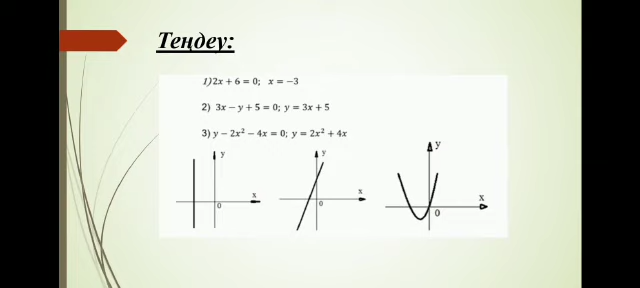 Теңдеу:
1)2x + 6 = 0; x = −3
2) 3x − y + 5 = 0; y = 3x + 5
3) y − 2x² − 4x = 0; y = 2x² + 4x
y y y
x x x
0 0 0